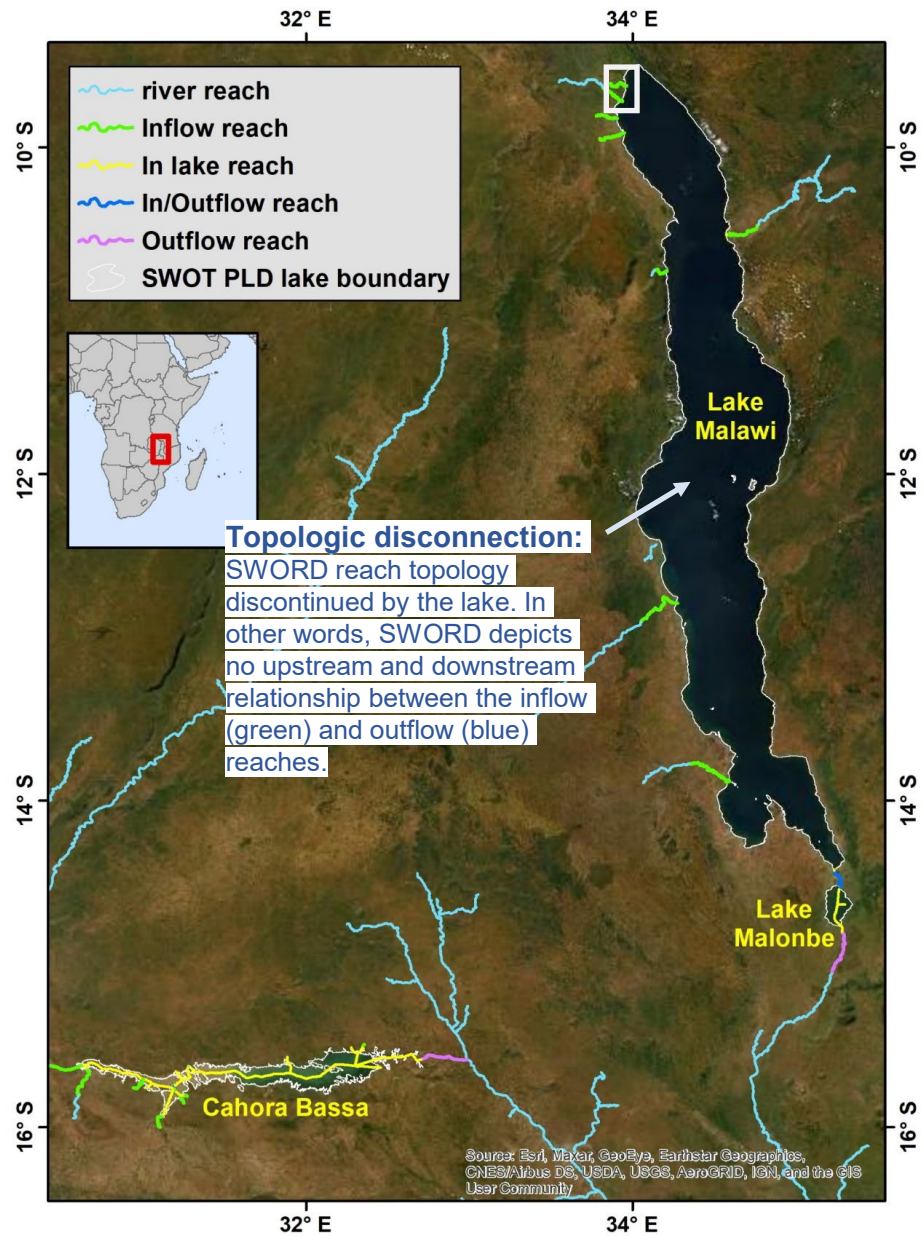 32° E
34° E
river reach
Inflow reach
In lake reach
In/Outflow reach
Outflow reach
SWOT PLD lake boundary
10° S
10° S
Lake
Malawi
12° S
12° S
Topologic disconnection:
SWORD reach topology
discontinued by the lake. In
other words, SWORD depicts
no upstream and downstream
relationship between the inflow
(green) and outflow (blue)
reaches.
14° S
14° S
Lake
Malonbe
Cahora Bassa
16° S
16° S
Source: Esri, Maxar, GeoEye, Earthstar Geographics,
CNES/Airbus DS, USDA, USGS, AeroGRID, IGN, and the GIS
User Community
32° E
34° E